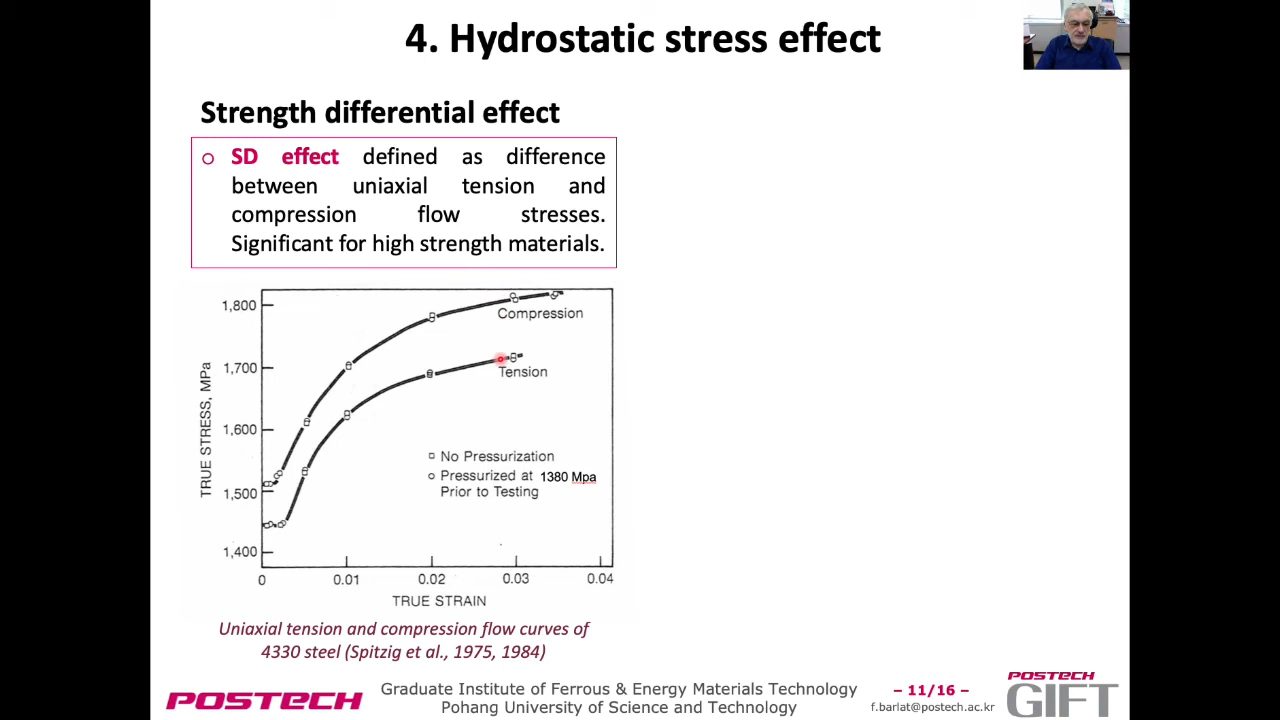 4. Hydrostatic stress effect
Strength differential effect
SD effect defined as difference
between uniaxial tension and
compression flow stresses.
Significant for high strength materials.
1,800
1,700
1,600
1,500
1,400
TRUE STRESS, MPa
Compression
Tension
No Pressurization
Pressurized at 1380 Mpa
Prior to Testing
0 0.01 0.02 0.03 0.04
TRUE STRAIN
Uniaxial tension and compression flow curves of
4330 steel (Spitzig et al., 1975, 1984)
POSTECH
Graduate Institute of Ferrous & Energy Materials Technology
Pohang University of Science and Technology
– 11/16 –
f.barlat@postech.ac.kr
POSTECH
GIFT